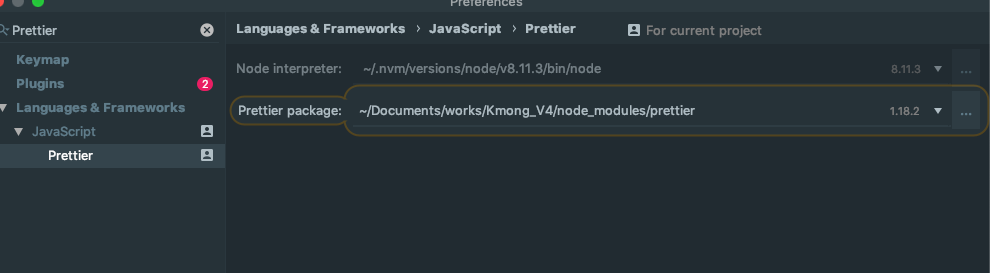 Preferences
Prettier
Languages & Frameworks › JavaScript › Prettier
For current project
Keymap
Plugins 2
Languages & Frameworks
JavaScript
Prettier
Node interpreter: ~/.nvm/versions/node/v8.11.3/bin/node 8.11.3 ...
Prettier package: ~/Documents/works/Kmong_V4/node_modules/prettier 1.18.2 ...